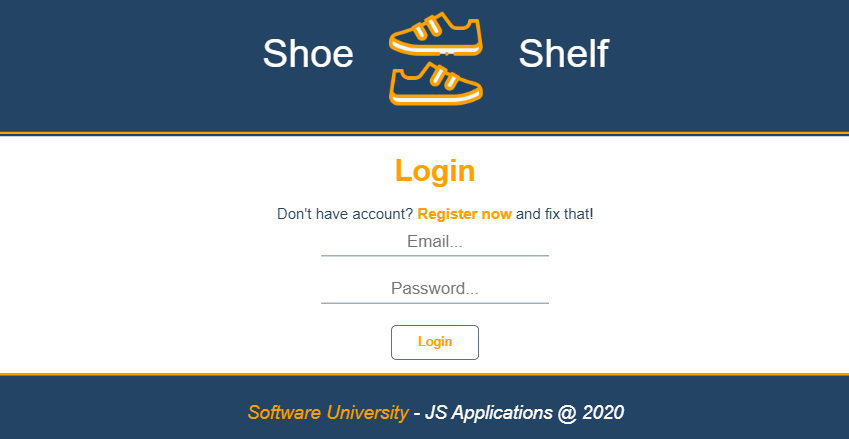 Shoe Shelf
Login
Don't have account? Register now and fix that!
Email...
Password...
Login
Software University - JS Applications @ 2020